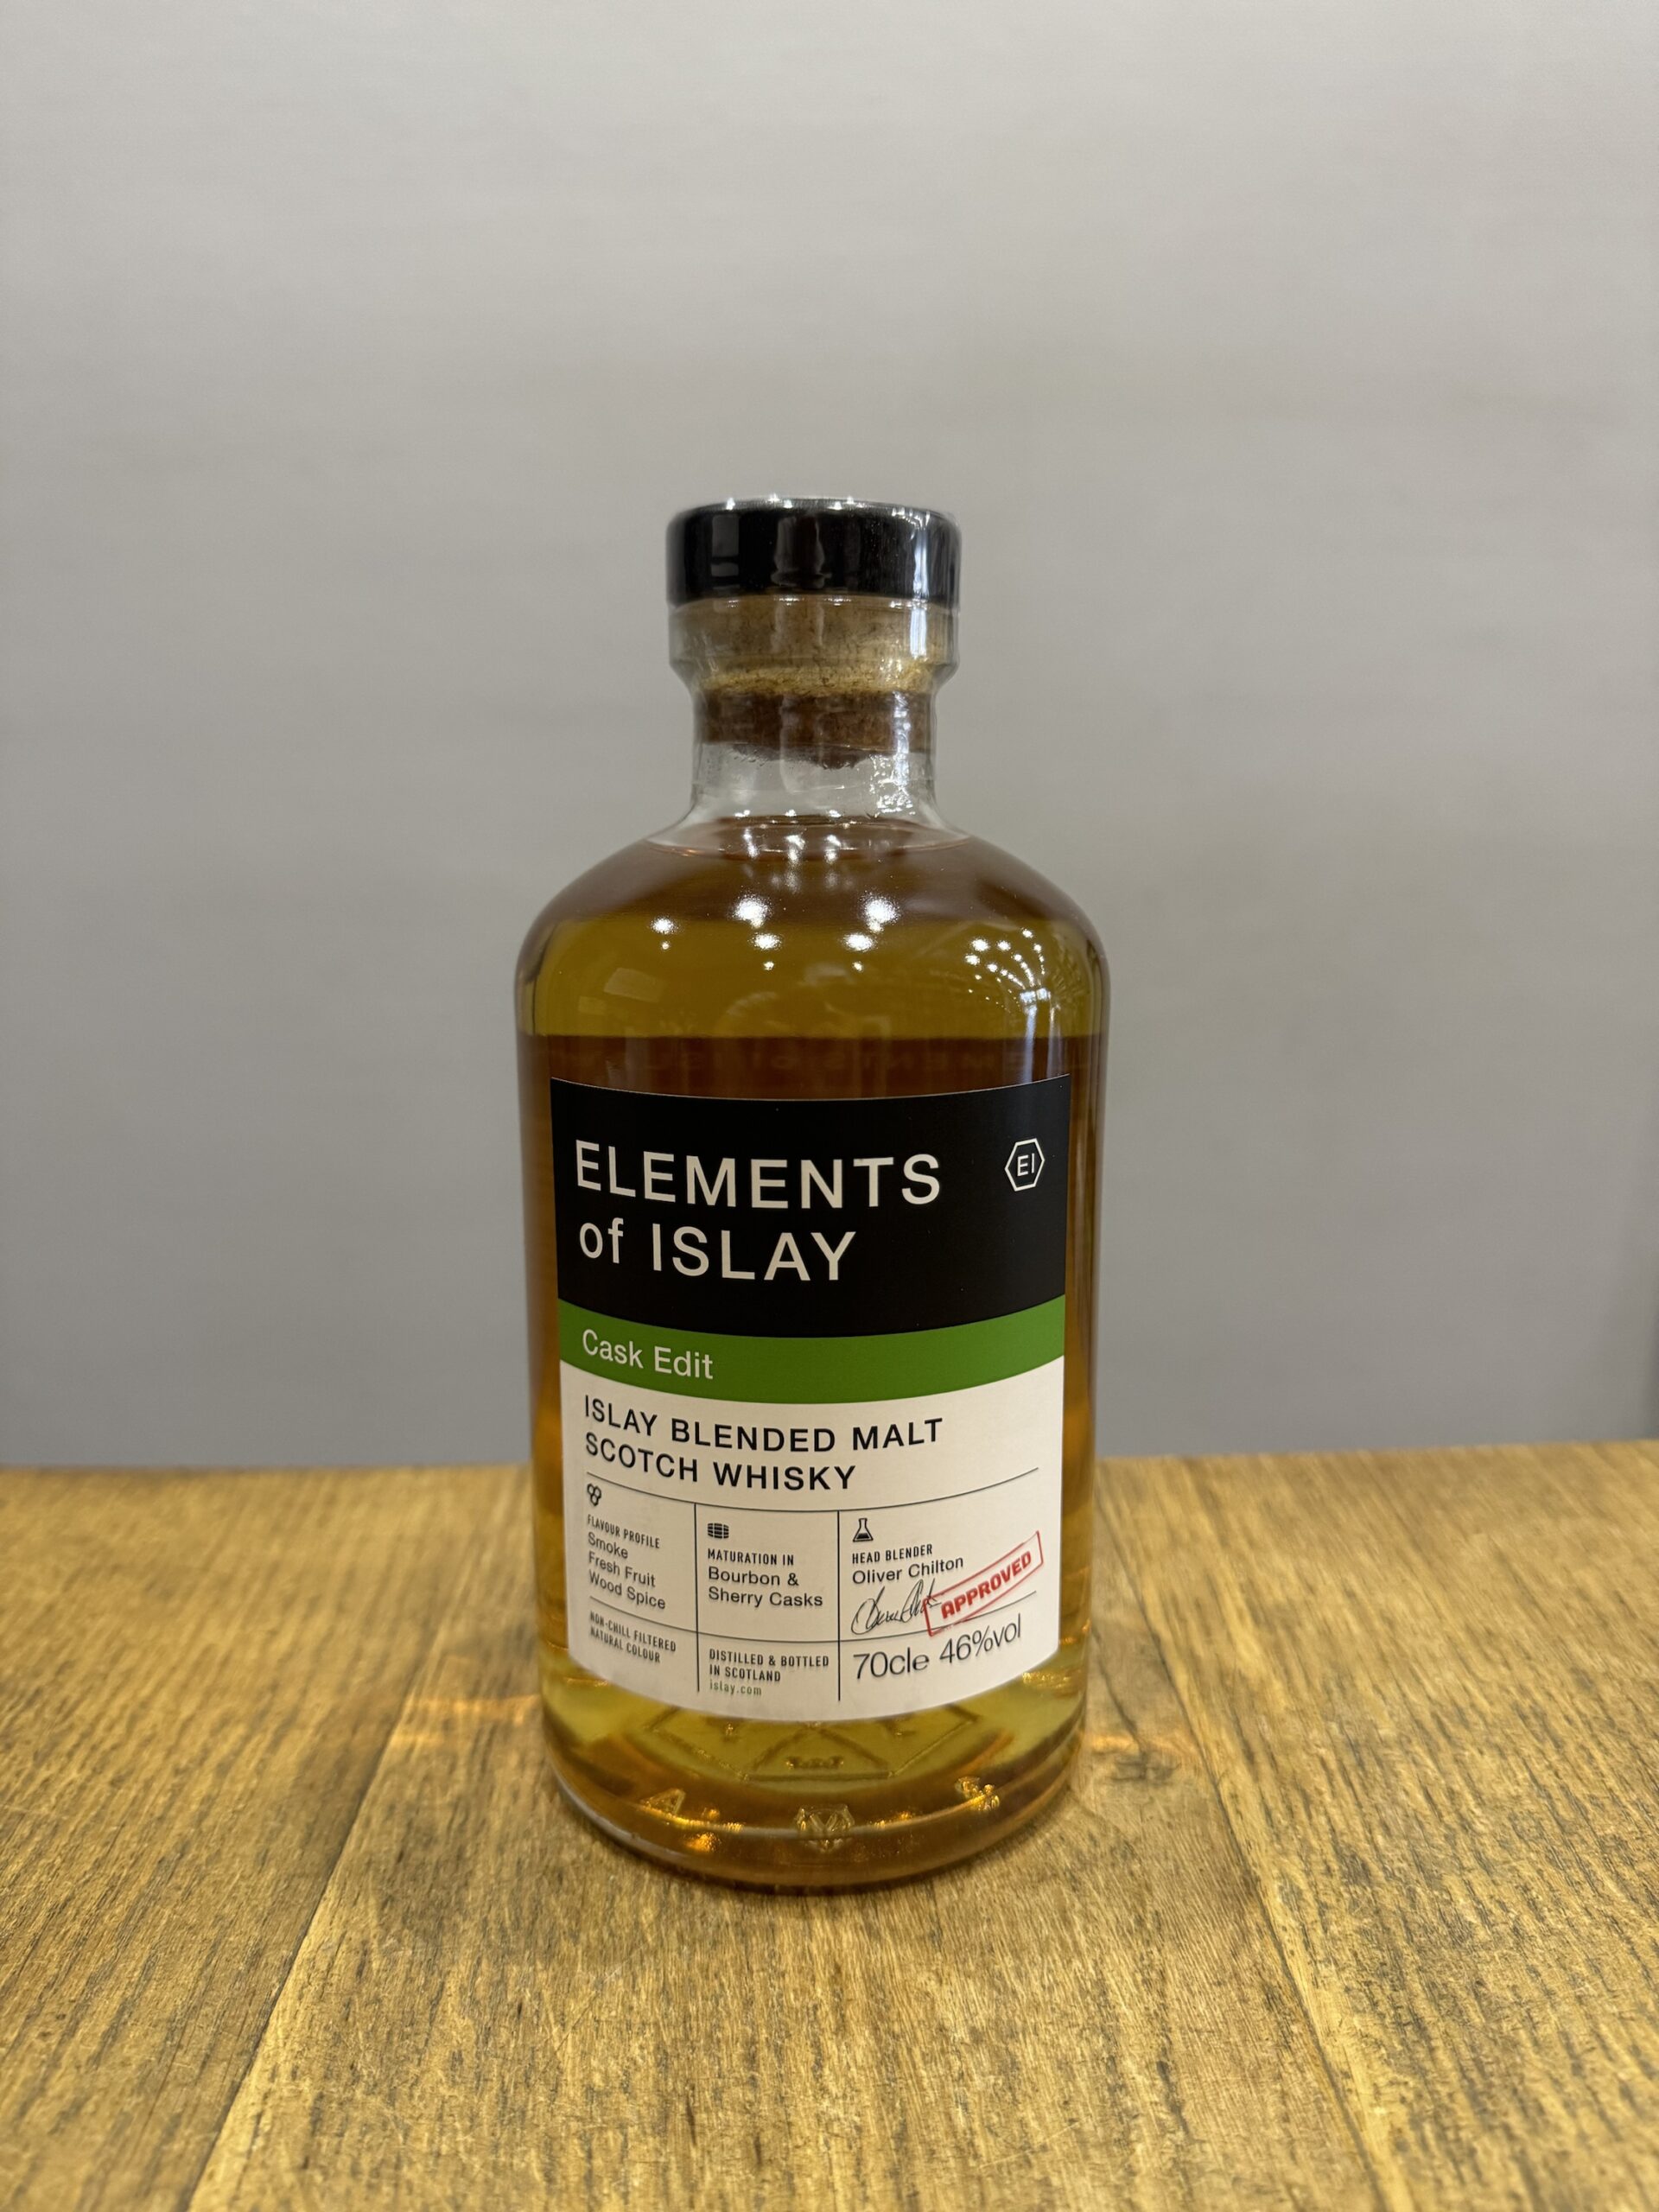 ELEMENTS
of ISLAY
EI
Cask Edit
ISLAY BLENDED MALT
SCOTCH WHISKY
FLAVOUR PROFILE
Smoke
Fresh Fruit
Wood Spice
MATURATION IN
Bourbon &
Sherry Casks
HEAD BLENDER
Oliver Chilton
APPROVED
NON-CHILL FILTERED
NATURAL COLOUR
DISTILLED & BOTTLED
IN SCOTLAND
islay.com
70cle 46%vol